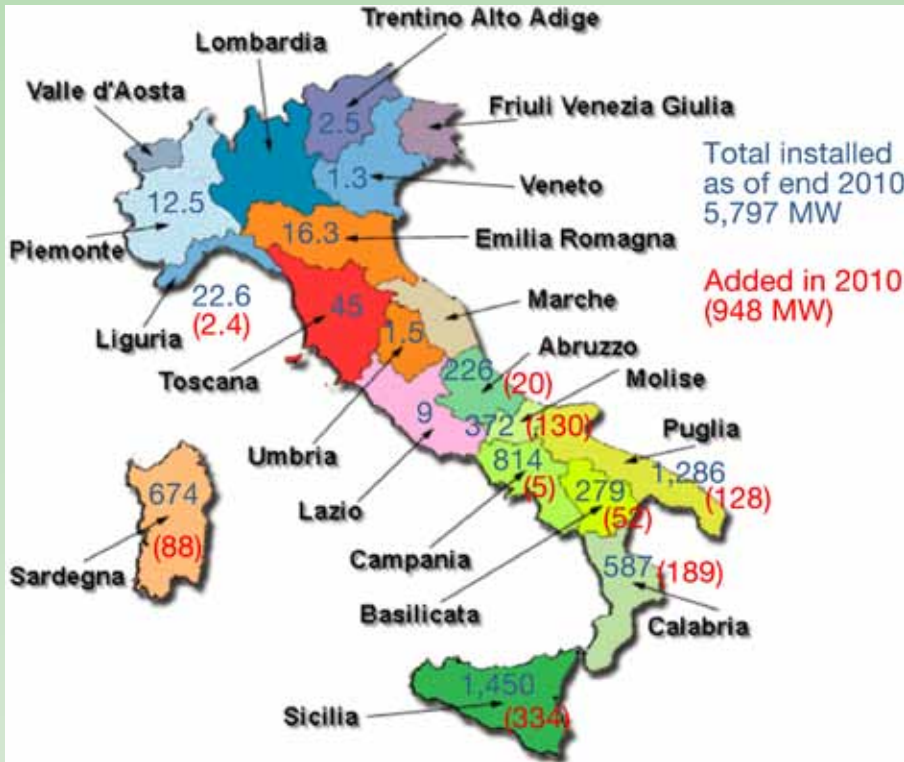 Trentino Alto Adige
Lombardia
Valle d'Aosta
Friuli Venezia Giulia
2.5
Total installed
as of end 2010
5,797 MW
1.3
Veneto
12.5
Piemonte
16.3
Emilia Romagna
Added in 2010
(948 MW)
22.6
(2.4)
Liguria
45
Marche
Toscana
1.5
Abruzzo
226
(20)
Molise
9
372
(130)
Puglia
Umbria
814
(5)
1,286
(128)
Lazio
279
(52)
674
(88)
Sardegna
Campania
587
(189)
Basilicata
Calabria
1,450
(334)
Sicilia